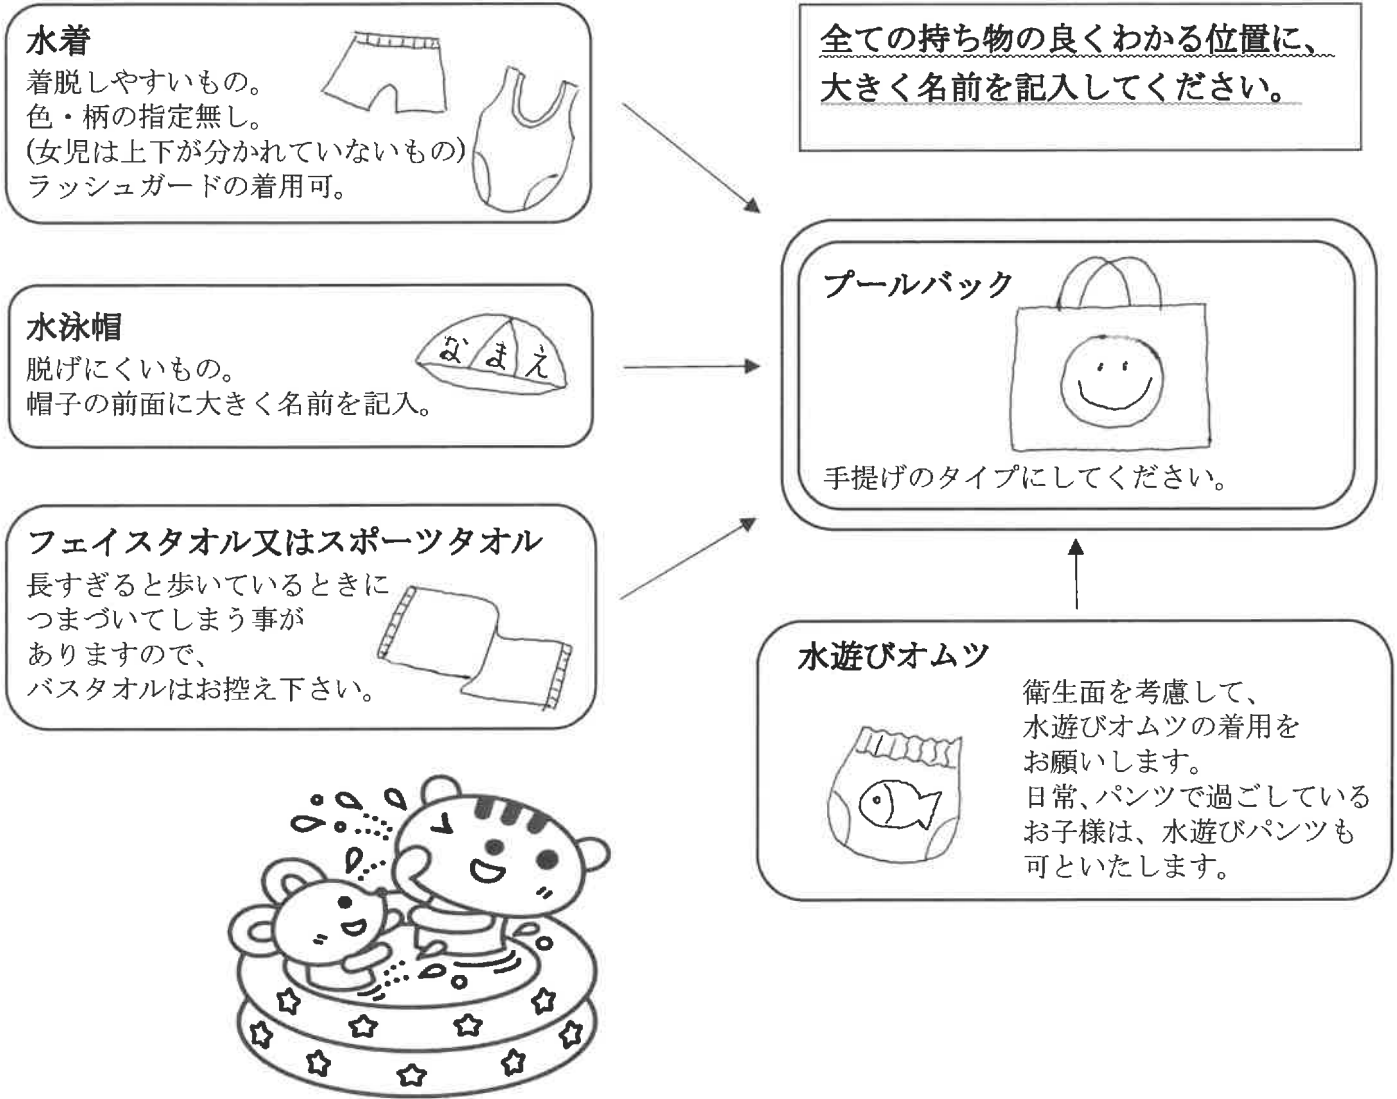 水着
着脱しやすいもの。
色・柄の指定無し。
(女児は上下が分かれていないもの)
ラッシュガードの着用可。
全ての持ち物の良くわかる位置に、
大きく名前を記入してください。
水泳帽
脱げにくいもの。
帽子の前面に大きく名前を記入。
なまえ
プールバック
手提げのタイプにしてください。
フェイスタオル又はスポーツタオル
長すぎると歩いているときに
つまづいてしまう事が
ありますので、
バスタオルはお控え下さい。
水遊びオムツ
衛生面を考慮して、
水遊びオムツの着用を
お願いします。
日常、パンツで過ごしている
お子様は、水遊びパンツも
可といたします。